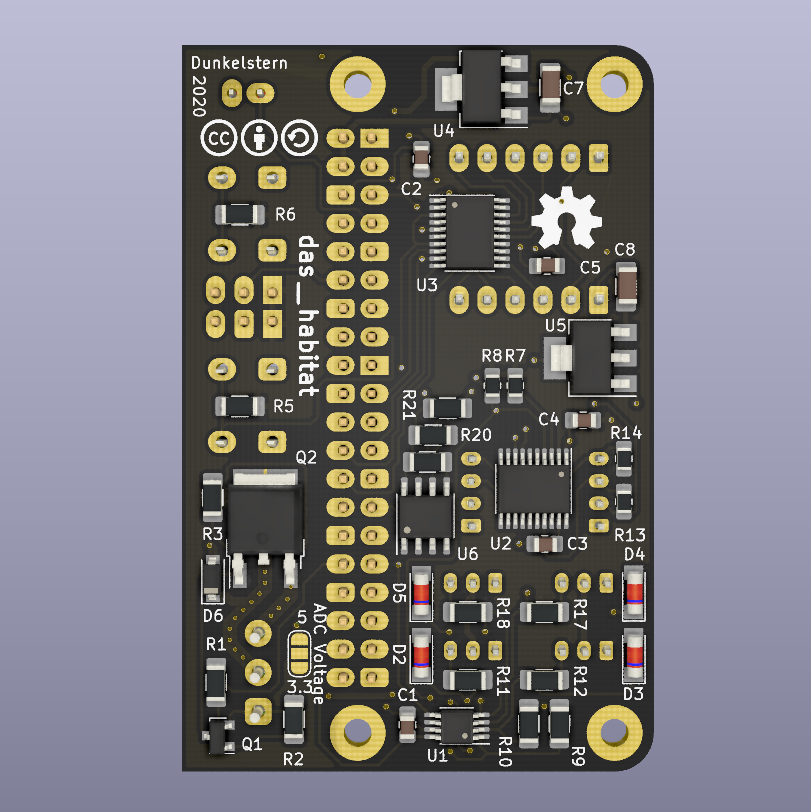 Dunkelstern
2020
C7
U4
CC
C2
R6
das_habitat
C8
C5
U3
U5
R8 R7
R21
C4
R5
R14
R20
Q2
R3
U6
U2
C3
R13
D4
D6
D5
5
ADC Voltage
R18
R17
R1
D2
3.3
R11
R12
D3
C1
Q1
R2
U1
R10
R9